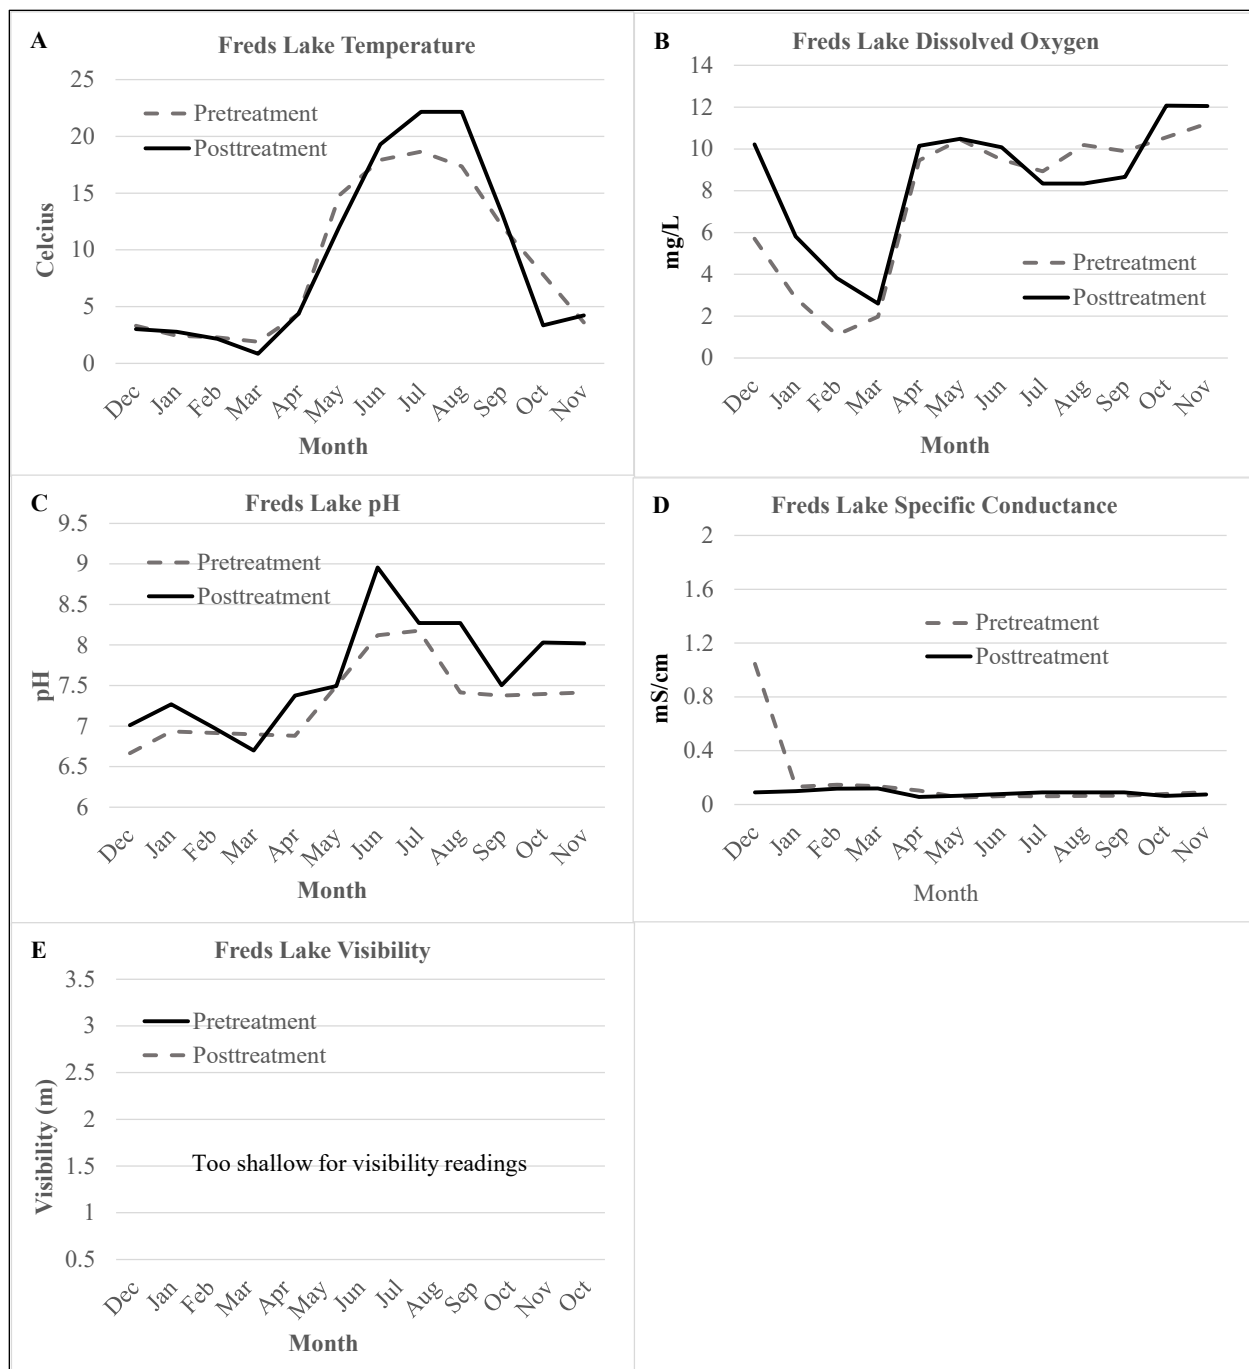 A
Freds Lake Temperature
25
20
15
10
5
0
Celcius
Pretreatment
Posttreatment
Dec Jan Feb Mar Apr May Jun Jul Aug Sep Oct Nov
Month
B
Freds Lake Dissolved Oxygen
14
12
10
8
6
4
2
0
mg/L
Pretreatment
Posttreatment
Dec Jan Feb Mar Apr May Jun Jul Aug Sep Oct Nov
Month
C
Freds Lake pH
9.5
9
8.5
8
7.5
7
6.5
6
pH
Pretreatment
Posttreatment
Dec Jan Feb Mar Apr May Jun Jul Aug Sep Oct Nov
Month
D
Freds Lake Specific Conductance
2
1.6
1.2
0.8
0.4
0
mS/cm
Pretreatment
Posttreatment
Dec Jan Feb Mar Apr May Jun Jul Aug Sep Oct Nov
Month
E
Freds Lake Visibility
3.5
3
2.5
2
1.5
1
0.5
Visibility (m)
Pretreatment
Posttreatment
Too shallow for visibility readings
Dec Jan Feb Mar Apr May Jun Jul Aug Sep Oct Nov Oct
Month